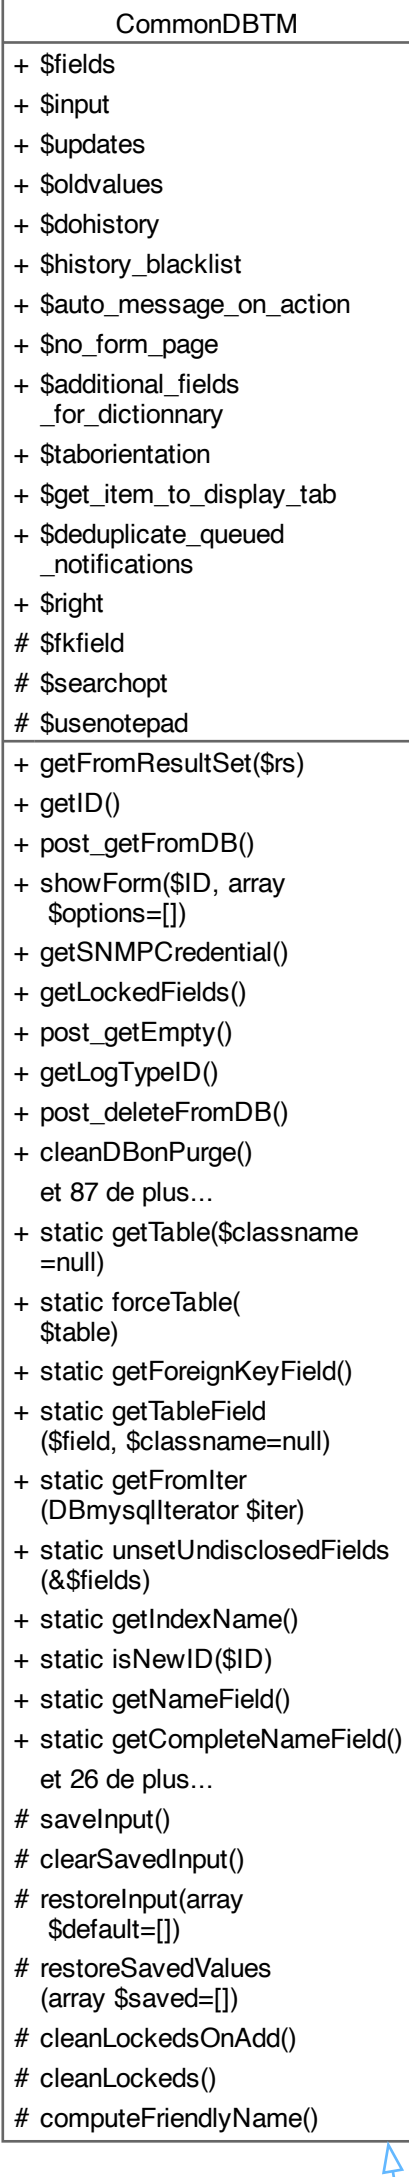 CommonDBTM
+ $fields
+ $input
+ $updates
+ $oldvalues
+ $dohistory
+ $history_blacklist
+ $auto_message_on_action
+ $no_form_page
+ $additional_fields
_for_dictionnary
+ $taborientation
+ $get_item_to_display_tab
+ $deduplicate_queued
_notifications
+ $right
# $fkfield
# $searchopt
# $usenotepad
+ getFromResultSet($rs)
+ getID()
+ post_getFromDB()
+ showForm($ID, array
$options=[])
+ getSNMPCredential()
+ getLockedFields()
+ post_getEmpty()
+ getLogTypeID()
+ post_deleteFromDB()
+ cleanDBonPurge()
et 87 de plus...
+ static getTable($classname
=null)
+ static forceTable(
$table)
+ static getForeignKeyField()
+ static getTableField
($field, $classname=null)
+ static getFromIter
(DBmysqlIterator $iter)
+ static unsetUndisclosedFields
(&$fields)
+ static getIndexName()
+ static isNewID($ID)
+ static getNameField()
+ static getCompleteNameField()
et 26 de plus...
# saveInput()
# clearSavedInput()
# restoreInput(array
$default=[])
# restoreSavedValues
(array $saved=[])
# cleanLockedsOnAdd()
# cleanLockeds()
# computeFriendlyName()